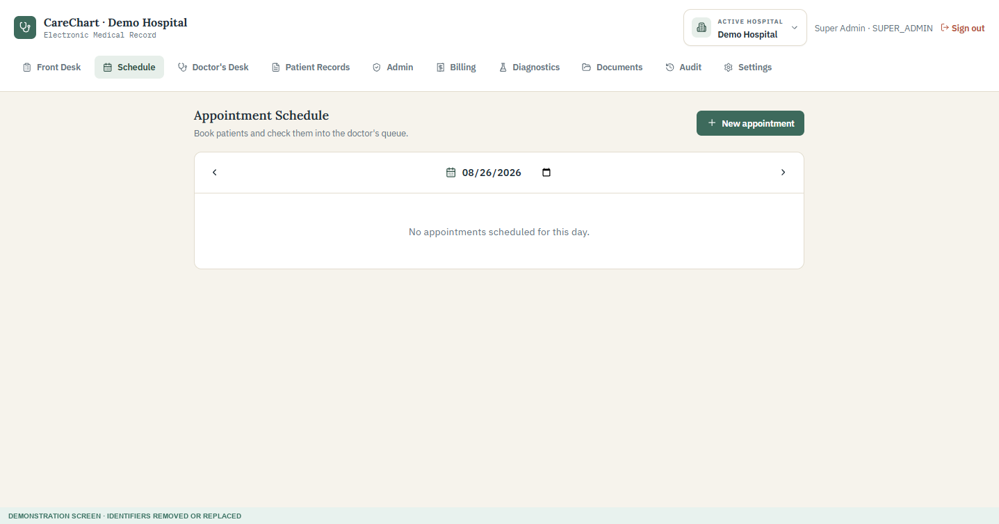 CareChart · Demo Hospital
Electronic Medical Record
ACTIVE HOSPITAL
Demo Hospital
Super Admin · SUPER_ADMIN
Sign out
Front Desk
Schedule
Doctor's Desk
Patient Records
Admin
Billing
Diagnostics
Documents
Audit
Settings
Appointment Schedule
Book patients and check them into the doctor's queue.
New appointment
08/26/2026
No appointments scheduled for this day.
DEMONSTRATION SCREEN · IDENTIFIERS REMOVED OR REPLACED